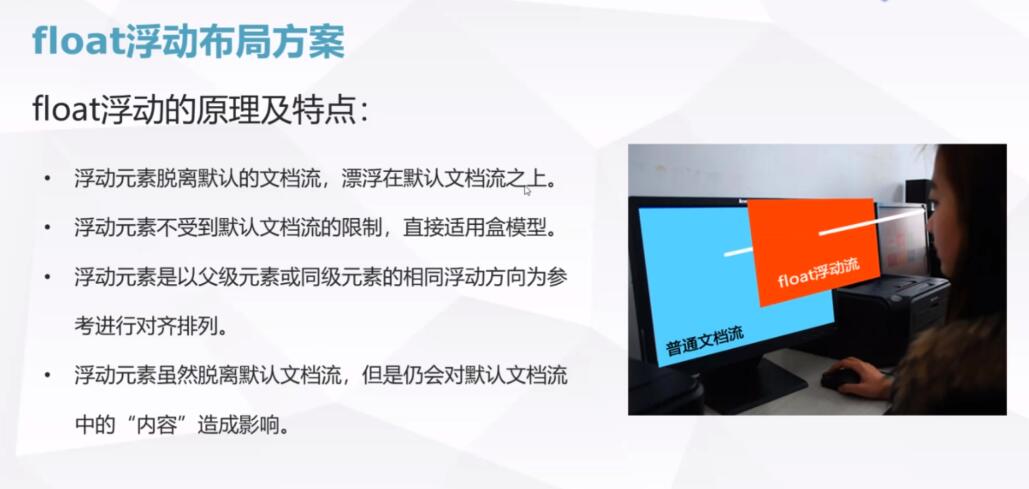 float浮动布局方案
float浮动的原理及特点：
• 浮动元素脱离默认的文档流，漂浮在默认文档流之上。
• 浮动元素不受到默认文档流的限制，直接适用盒模型。
• 浮动元素是以父级元素或同级元素的相同浮动方向为参
考进行对齐排列。
• 浮动元素虽然脱离默认文档流，但是仍会对默认文档流
中的“内容”造成影响。
float浮动流
普通文档流